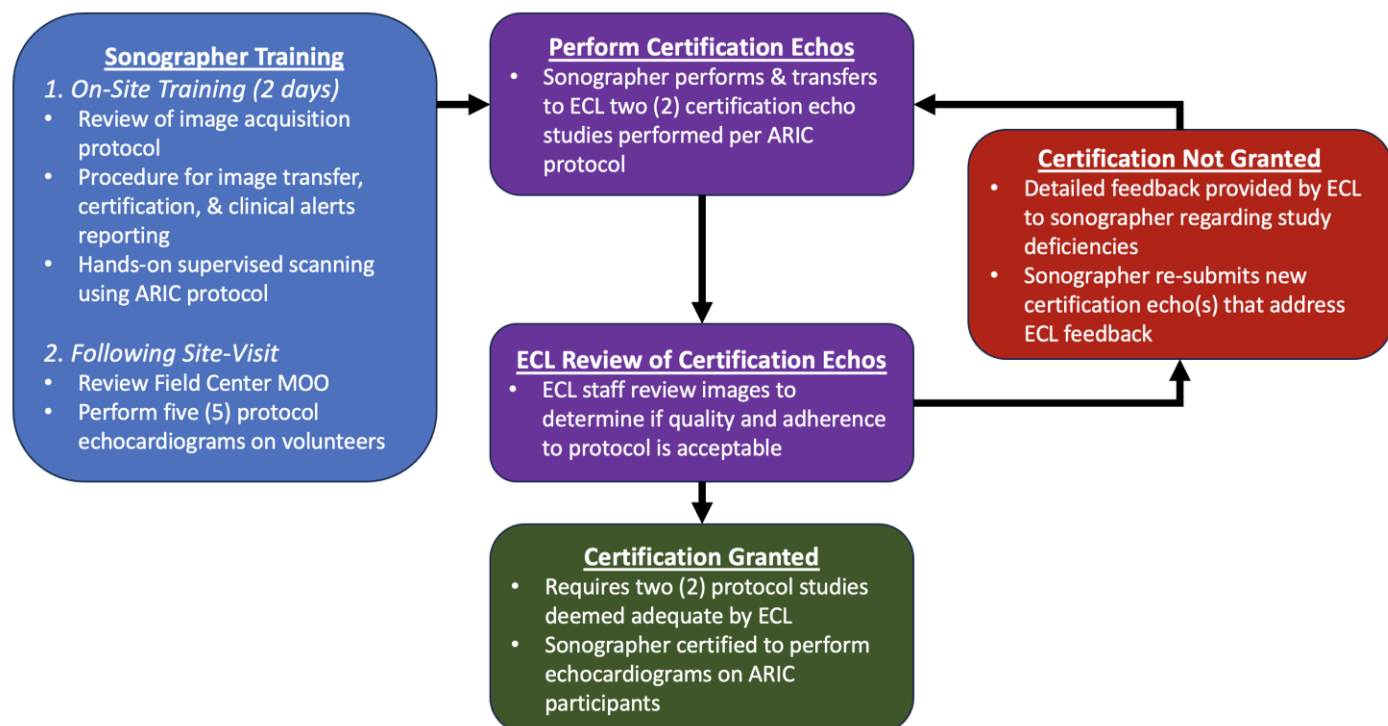 Sonographer Training
1. On-Site Training (2 days)
• Review of image acquisition
protocol
• Procedure for image transfer,
certification, & clinical alerts
reporting
• Hands-on supervised scanning
using ARIC protocol
2. Following Site-Visit
• Review Field Center MOO
• Perform five (5) protocol
echocardiograms on volunteers
Perform Certification Echos
• Sonographer performs & transfers
to ECL two (2) certification echo
studies performed per ARIC
protocol
ECL Review of Certification Echos
• ECL staff review images to
determine if quality and adherence
to protocol is acceptable
Certification Not Granted
• Detailed feedback provided by ECL
to sonographer regarding study
deficiencies
• Sonographer re-submits new
certification echo(s) that address
ECL feedback
Certification Granted
• Requires two (2) protocol studies
deemed adequate by ECL
• Sonographer certified to perform
echocardiograms on ARIC
participants